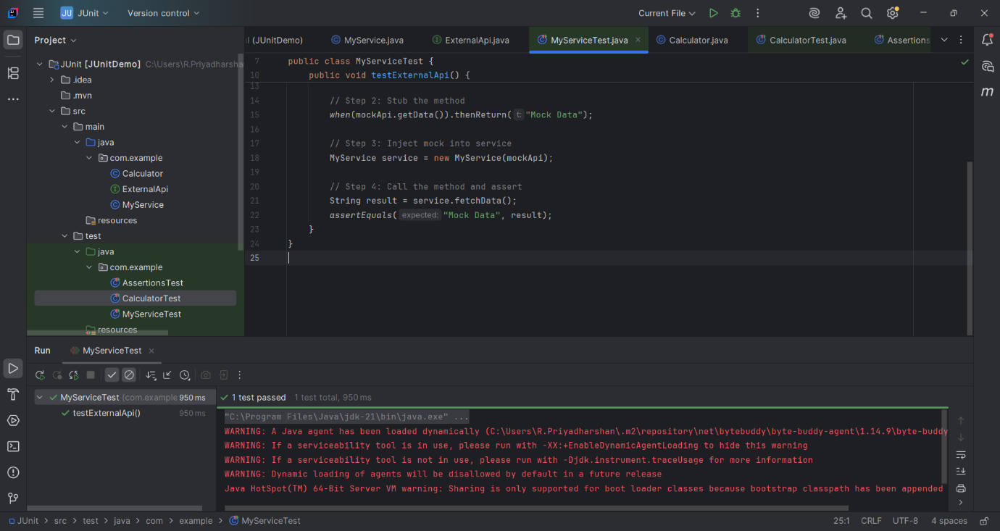 JU JUnit Version control Current File
Project
l (JUnitDemo) MyService.java ExternalApi.java MyServiceTest.java Calculator.java CalculatorTest.java Assertions
JUnit [JUnitDemo] C:\Users\R.Priyadharshan
.idea
.mvn
src
main
java
com.example
Calculator
ExternalApi
MyService
resources
test
java
com.example
AssertionsTest
CalculatorTest
MyServiceTest
resources
7 public class MyServiceTest {
10 public void testExternalApi() {
13
14 // Step 2: Stub the method
15 when(mockApi.getData()).thenReturn( t: "Mock Data");
16
17 // Step 3: Inject mock into service
18 MyService service = new MyService(mockApi);
19
20 // Step 4: Call the method and assert
21 String result = service.fetchData();
22 assertEquals( expected: "Mock Data", result);
23 }
24 }
25
m
Run MyServiceTest
MyServiceTest (com.example 950 ms
testExternalApi() 950 ms
1 test passed 1 test total, 950 ms
"C:\Program Files\Java\jdk-21\bin\java.exe" ...
WARNING: A Java agent has been loaded dynamically (C:\Users\R.Priyadharshan\.m2\repository\net\bytebuddy\byte-buddy-agent\1.14.9\byte-buddy
WARNING: If a serviceability tool is in use, please run with -XX:+EnableDynamicAgentLoading to hide this warning
WARNING: If a serviceability tool is not in use, please run with -Djdk.instrument.traceUsage for more information
WARNING: Dynamic loading of agents will be disallowed by default in a future release
Java HotSpot(TM) 64-Bit Server VM warning: Sharing is only supported for boot loader classes because bootstrap classpath has been appended
JUnit > src > test > java > com > example > MyServiceTest 25:1 CRLF UTF-8 4 spaces